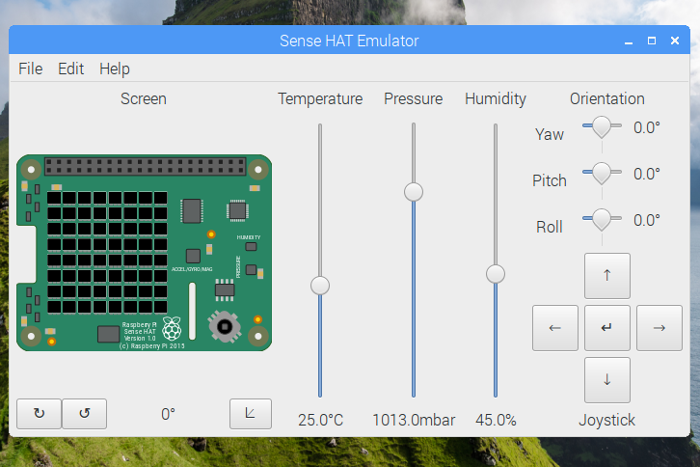 Sense HAT Emulator
File Edit Help
Screen
Temperature
Pressure
Humidity
Orientation
Yaw 0.0°
Pitch 0.0°
Roll 0.0°
HUMIDITY
PRESSURE
ACCEL/GYRO/MAG
Raspberry Pi
Sense HAT
Version 1.0
(c) Raspberry Pi 2015
0°
25.0°C
1013.0mbar
45.0%
Joystick